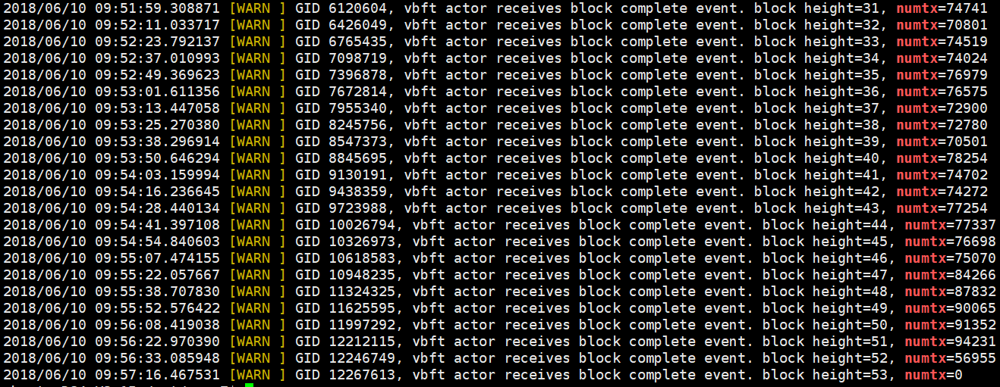 2018/06/10 09:51:59.308871 [WARN ] GID 6120604, vbft actor receives block complete event. block height=31, numtx=74741
2018/06/10 09:52:11.033717 [WARN ] GID 6426049, vbft actor receives block complete event. block height=32, numtx=70801
2018/06/10 09:52:23.792137 [WARN ] GID 6765435, vbft actor receives block complete event. block height=33, numtx=74519
2018/06/10 09:52:37.010993 [WARN ] GID 7098719, vbft actor receives block complete event. block height=34, numtx=74024
2018/06/10 09:52:49.369623 [WARN ] GID 7396878, vbft actor receives block complete event. block height=35, numtx=76979
2018/06/10 09:53:01.611356 [WARN ] GID 7672814, vbft actor receives block complete event. block height=36, numtx=76575
2018/06/10 09:53:13.447058 [WARN ] GID 7955340, vbft actor receives block complete event. block height=37, numtx=72900
2018/06/10 09:53:25.270380 [WARN ] GID 8245756, vbft actor receives block complete event. block height=38, numtx=72780
2018/06/10 09:53:38.296914 [WARN ] GID 8547373, vbft actor receives block complete event. block height=39, numtx=70501
2018/06/10 09:53:50.646294 [WARN ] GID 8845695, vbft actor receives block complete event. block height=40, numtx=78254
2018/06/10 09:54:03.159994 [WARN ] GID 9130191, vbft actor receives block complete event. block height=41, numtx=74702
2018/06/10 09:54:16.236645 [WARN ] GID 9438359, vbft actor receives block complete event. block height=42, numtx=74272
2018/06/10 09:54:28.440134 [WARN ] GID 9723988, vbft actor receives block complete event. block height=43, numtx=77254
2018/06/10 09:54:41.397108 [WARN ] GID 10026794, vbft actor receives block complete event. block height=44, numtx=77337
2018/06/10 09:54:54.840603 [WARN ] GID 10326973, vbft actor receives block complete event. block height=45, numtx=76698
2018/06/10 09:55:07.474155 [WARN ] GID 10618583, vbft actor receives block complete event. block height=46, numtx=75070
2018/06/10 09:55:22.057667 [WARN ] GID 10948235, vbft actor receives block complete event. block height=47, numtx=84266
2018/06/10 09:55:38.707830 [WARN ] GID 11324325, vbft actor receives block complete event. block height=48, numtx=87832
2018/06/10 09:55:52.576422 [WARN ] GID 11625595, vbft actor receives block complete event. block height=49, numtx=90065
2018/06/10 09:56:08.419038 [WARN ] GID 11997292, vbft actor receives block complete event. block height=50, numtx=91352
2018/06/10 09:56:22.970390 [WARN ] GID 12212115, vbft actor receives block complete event. block height=51, numtx=94231
2018/06/10 09:56:33.085948 [WARN ] GID 12246749, vbft actor receives block complete event. block height=52, numtx=56955
2018/06/10 09:57:16.467531 [WARN ] GID 12267613, vbft actor receives block complete event. block height=53, numtx=0